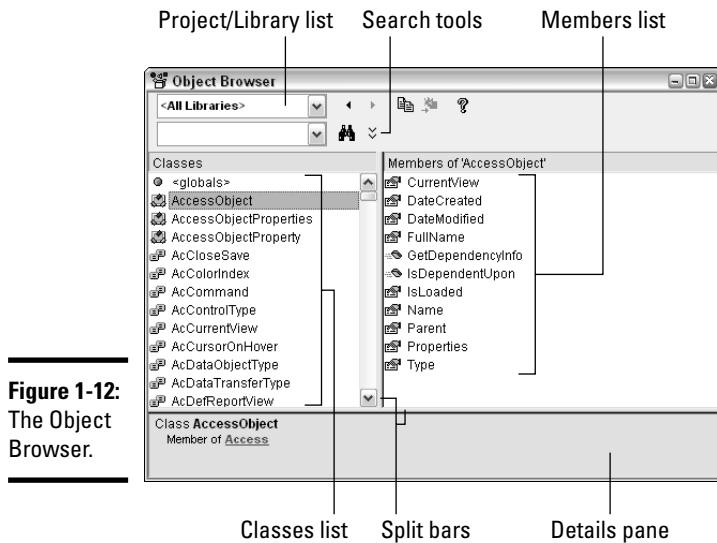 Project/Library list
Search tools
Members list
Object Browser
<All Libraries>
Classes
Members of 'AccessObject'
<globals>
AccessObject
AccessObjectProperties
AccessObjectProperty
AcCloseSave
AcColorIndex
AcCommand
AcControlType
AcCurrentView
AcCursorOnHover
AcDataObjectType
AcDataTransferType
AcDefReportView
CurrentView
DateCreated
DateModified
FullName
GetDependencyInfo
IsDependentUpon
IsLoaded
Name
Parent
Properties
Type
Class AccessObject
Member of Access
Figure 1-12:
The Object
Browser.
Classes list
Split bars
Details pane